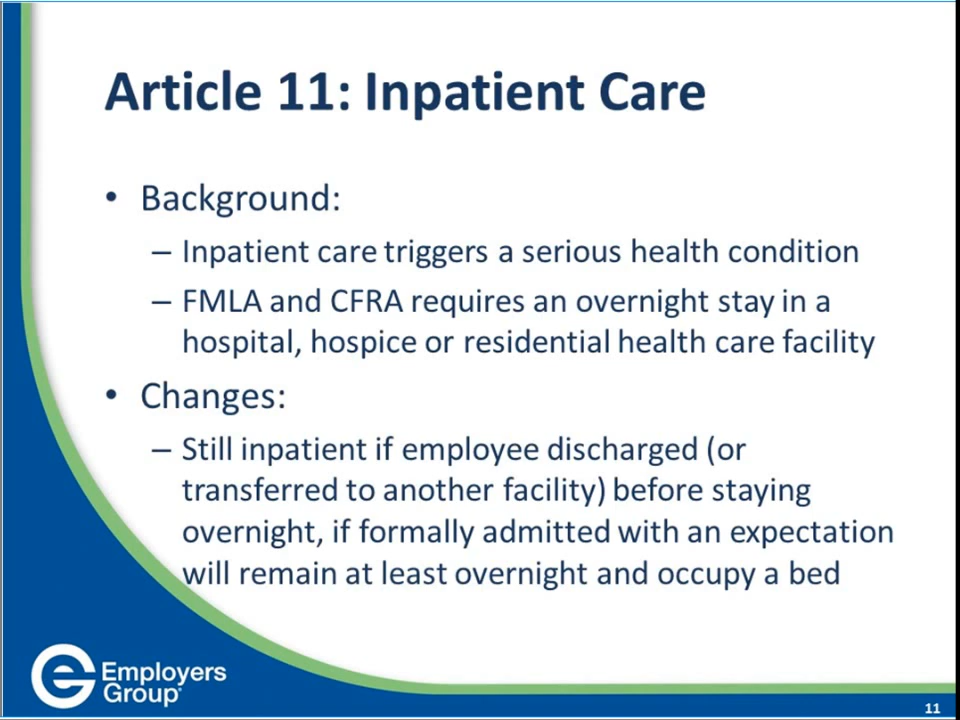 Article 11: Inpatient Care
• Background:
– Inpatient care triggers a serious health condition
– FMLA and CFRA requires an overnight stay in a
hospital, hospice or residential health care facility
• Changes:
– Still inpatient if employee discharged (or
transferred to another facility) before staying
overnight, if formally admitted with an expectation
will remain at least overnight and occupy a bed
Employers
Group
11